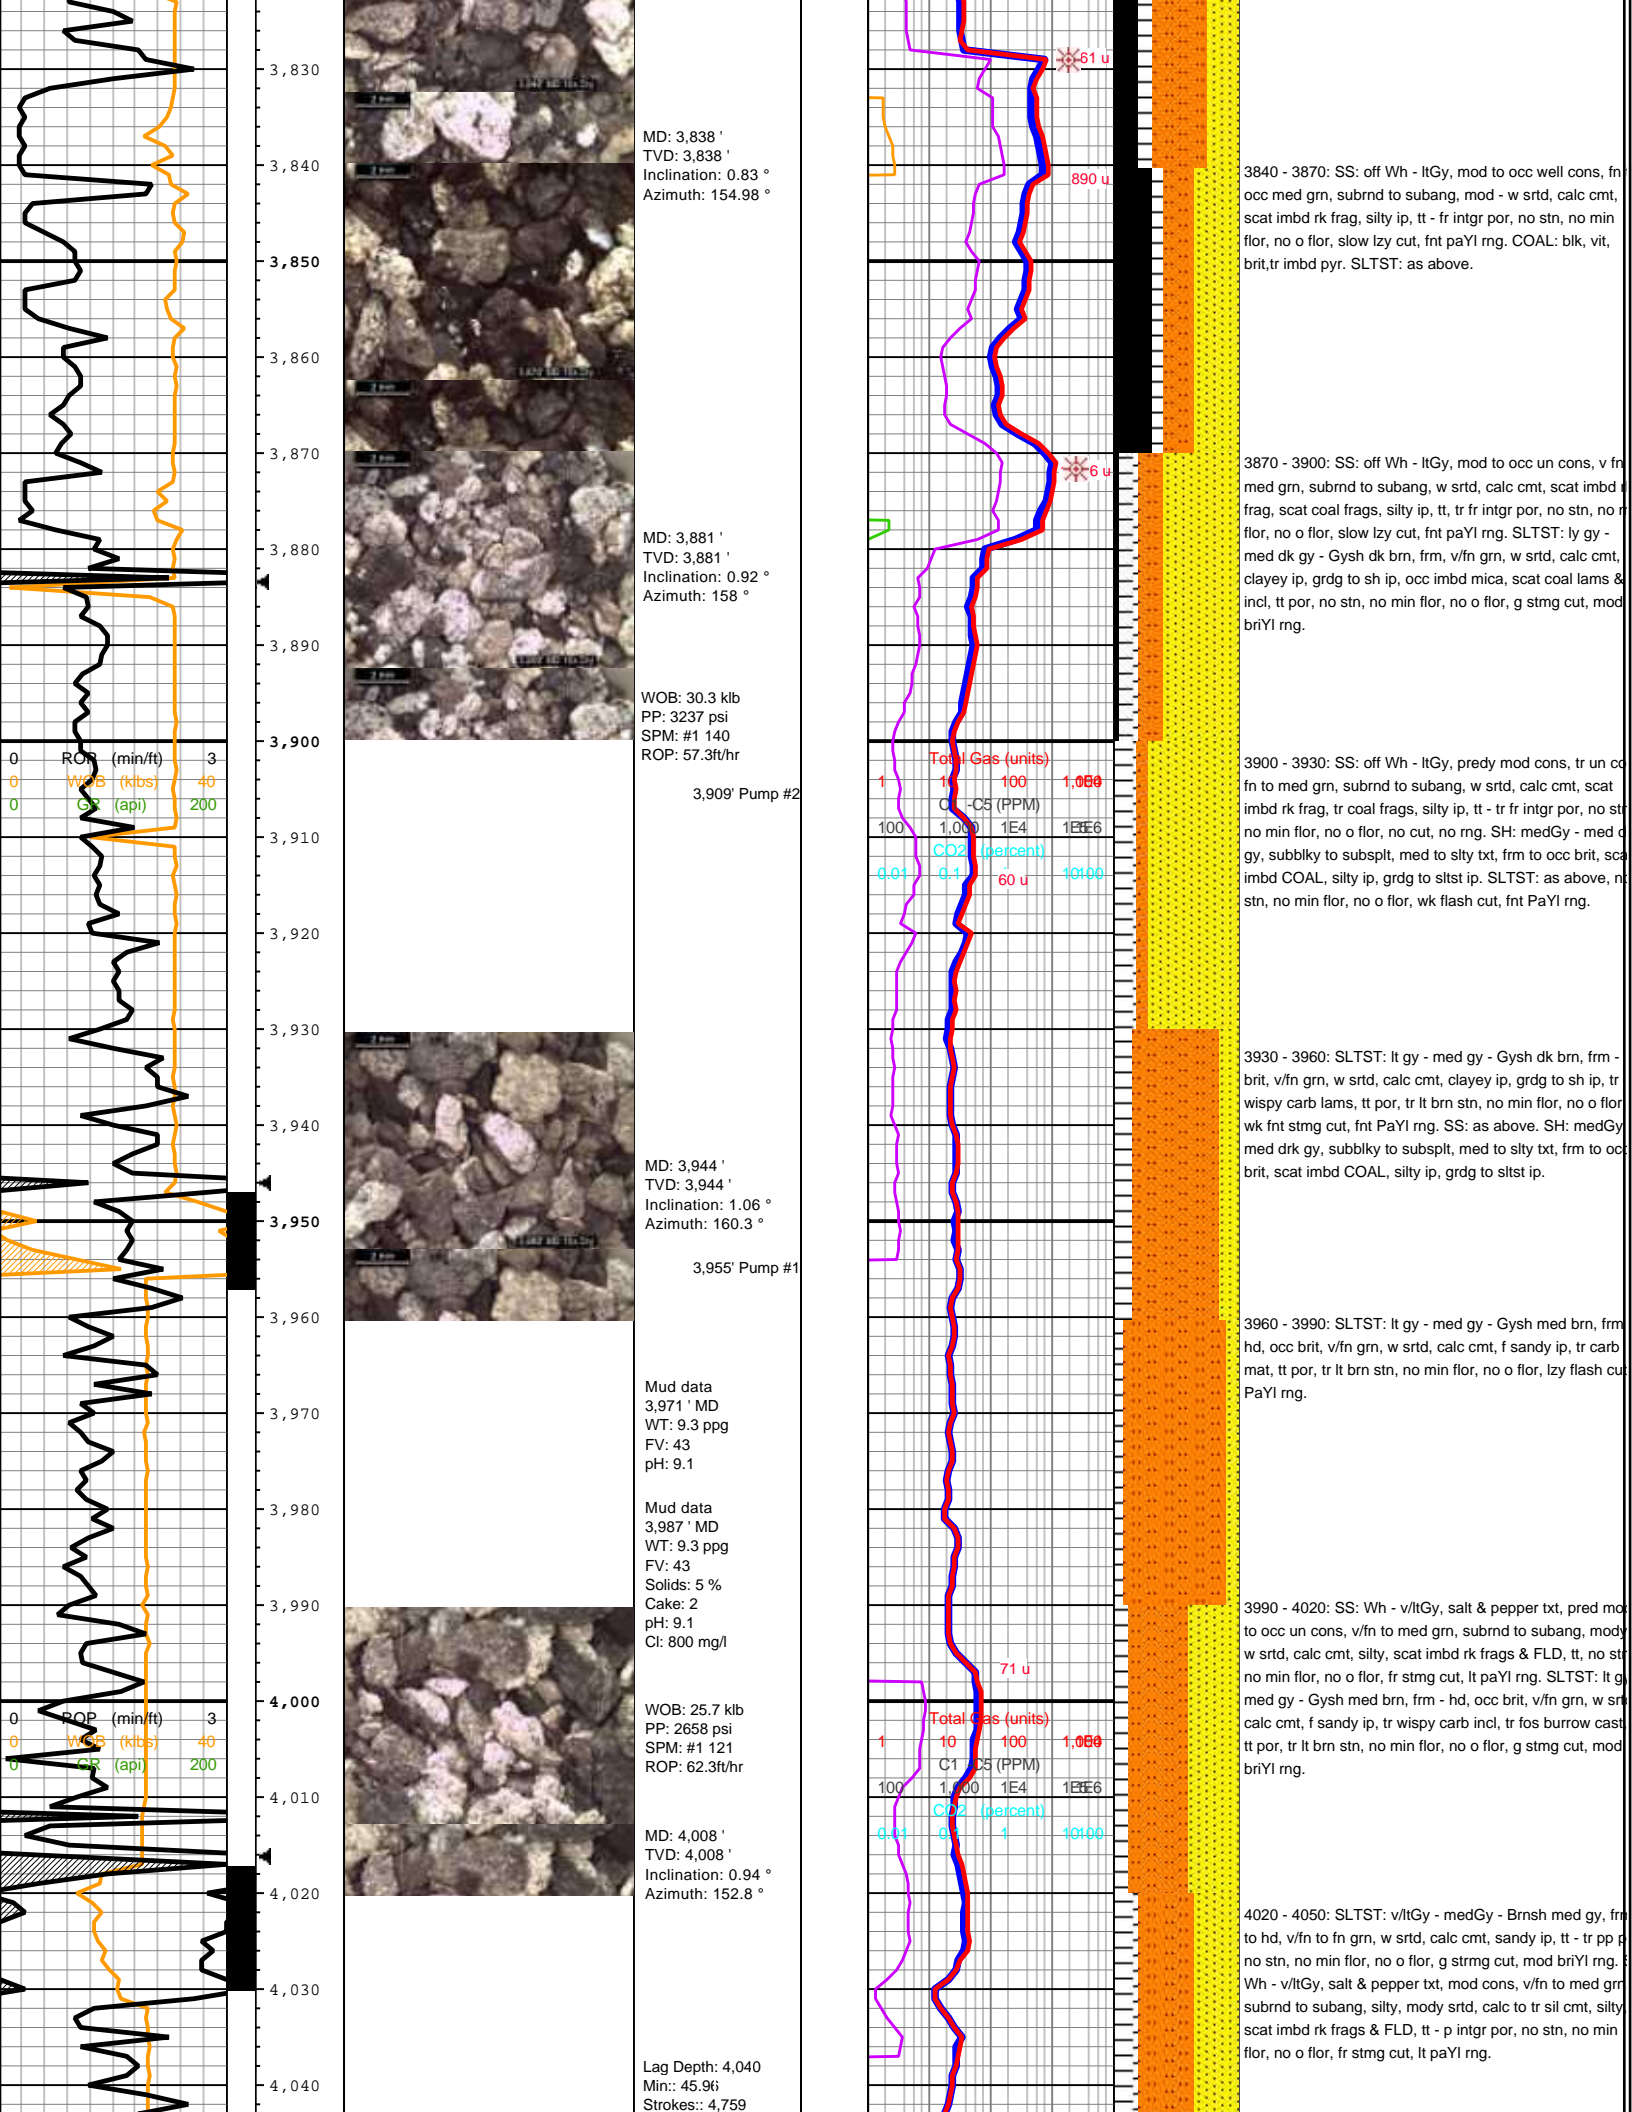 3,830
3,840
3,850
3,860
3,870
3,880
3,890
3,900
0 ROP (min/ft) 3
0 WOB (klbs) 40
0 GR (api) 200
3,910
3,920
3,930
3,940
3,950
3,960
3,970
3,980
3,990
4,000
0 ROP (min/ft) 3
0 WOB (klbs) 40
0 GR (api) 200
4,010
4,020
4,030
4,040
MD: 3,838 '
TVD: 3,838 '
Inclination: 0.83 °
Azimuth: 154.98 °
MD: 3,881 '
TVD: 3,881 '
Inclination: 0.92 °
Azimuth: 158 °
WOB: 30.3 klb
PP: 3237 psi
SPM: #1 140
ROP: 57.3ft/hr
3,909' Pump #2
MD: 3,944 '
TVD: 3,944 '
Inclination: 1.06 °
Azimuth: 160.3 °
3,955' Pump #1
Mud data
3,971 ' MD
WT: 9.3 ppg
FV: 43
pH: 9.1
Mud data
3,987 ' MD
WT: 9.3 ppg
FV: 43
Solids: 5 %
Cake: 2
pH: 9.1
Cl: 800 mg/l
WOB: 25.7 klb
PP: 2658 psi
SPM: #1 121
ROP: 62.3ft/hr
MD: 4,008 '
TVD: 4,008 '
Inclination: 0.94 °
Azimuth: 152.8 °
Lag Depth: 4,040
Min:: 45.96
Strokes:: 4,759
61 u
890 u
6 u
Total Gas (units)
1 10 100
C1 -C5 (PPM)
100 1,000 1E4
CO2 (percent)
0.01 0.1
60 u
71 u
Total Gas (units)
1 10 100
C1 C5 (PPM)
100 1,000 1E4
CO2 (percent)
0.01 0.1 1
3840 - 3870: SS: off Wh - ltGy, mod to occ well cons, fn
occ med grn, subrnd to subang, mod - w srtd, calc cmt,
scat imbd rk frag, silty ip, tt - fr intgr por, no stn, no min
flor, no o flor, slow lzy cut, fnt paYl rng. COAL: blk, vit,
brit,tr imbd pyr. SLTST: as above.
3870 - 3900: SS: off Wh - ltGy, mod to occ un cons, v fn
med grn, subrnd to subang, w srtd, calc cmt, scat imbd
frag, scat coal frags, silty ip, tt, tr fr intgr por, no stn, no
flor, no o flor, slow lzy cut, fnt paYl rng. SLTST: ly gy -
med dk gy - Gysh dk brn, frm, v/fn grn, w srtd, calc cmt,
clayey ip, grdg to sh ip, occ imbd mica, scat coal lams &
incl, tt por, no stn, no min flor, no o flor, g stmg cut, mod
briYl rng.
3900 - 3930: SS: off Wh - ltGy, predy mod cons, tr un co
fn to med grn, subrnd to subang, w srtd, calc cmt, scat
imbd rk frag, tr coal frags, silty ip, tt - tr fr intgr por, no
no min flor, no o flor, no cut, no rng. SH: medGy - med
gy, subblky to subsplt, med to slty txt, frm to occ brit,
imbd COAL, silty ip, grdg to sltst ip. SLTST: as above,
stn, no min flor, no o flor, wk flash cut, fnt PaYl rng.
3930 - 3960: SLTST: lt gy - med gy - Gysh dk brn, frm -
brit, v/fn grn, w srtd, calc cmt, clayey ip, grdg to sh ip, tr
wispy carb lams, tt por, tr lt brn stn, no min flor, no o flor
wk fnt stmg cut, fnt PaYl rng. SS: as above. SH: medGy
med drk gy, subblky to subsplt, med to slty txt, frm to occ
brit, scat imbd COAL, silty ip, grdg to sltst ip.
3960 - 3990: SLTST: lt gy - med gy - Gysh med brn, frm
hd, occ brit, v/fn grn, w srtd, calc cmt, f sandy ip, tr carb
mat, tt por, tr lt brn stn, no min flor, no o flor, lzy flash cut
PaYl rng.
3990 - 4020: SS: Wh - v/ltGy, salt & pepper txt, pred
to occ un cons, v/fn to med grn, subrnd to subang, mody
w srtd, calc cmt, silty, scat imbd rk frags & FLD, tt, no
no min flor, no o flor, fr stmg cut, lt paYl rng. SLTST: lt
med gy - Gysh med brn, frm - hd, occ brit, v/fn grn, w
calc cmt, f sandy ip, tr wispy carb incl, tr fos burrow cast,
tt por, tr lt brn stn, no min flor, no o flor, g stmg cut, mod
briYl rng.
4020 - 4050: SLTST: v/ltGy - medGy - Brnsh med gy,
to hd, v/fn to fn grn, w srtd, calc cmt, sandy ip, tt - tr pp
no stn, no min flor, no o flor, g strmg cut, mod briYl rng.
Wh - v/ltGy, salt & pepper txt, mod cons, v/fn to med grn
subrnd to subang, silty, mody srtd, calc to tr sil cmt, silty,
scat imbd rk frags & FLD, tt - p intgr por, no stn, no min
flor, no o flor, fr stmg cut, lt paYl rng.